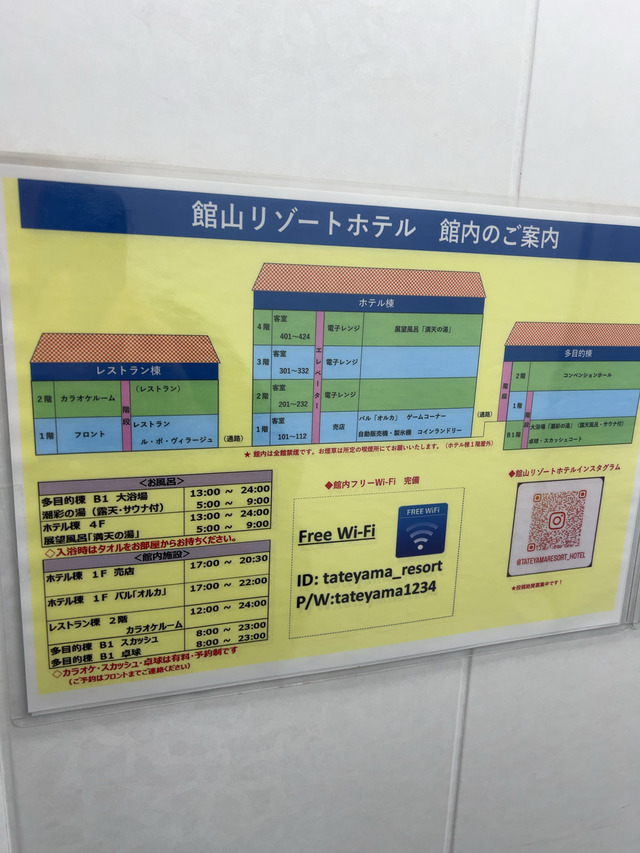 館山リゾートホテル 館内のご案内
ホテル棟
4階 客室 401～424 電子レンジ 展望風呂「満天の湯」
3階 客室 301～332 電子レンジ
2階 客室 201～232 電子レンジ
1階 客室 101～112 売店 バル「オルカ」 ゲームコーナー
自動販売機・製氷機 コインランドリー
エレベーター
レストラン棟
2階 カラオケルーム (レストラン)
階段
1階 フロント レストラン
ル・ポ・ヴィラージュ
(通路)
多目的棟
2階 コンベンションホール
階段
1階
階段
B1階 大浴場「潮彩の湯」(露天風呂・サウナ付)
卓球・スカッシュコート
(通路)
★ 館内は全館禁煙です。お煙草は所定の喫煙所にてお願いいたします。(ホテル棟1階屋外)
＜お風呂＞
多目的棟 B1 大浴場 13:00 ～ 24:00
潮彩の湯(露天・サウナ付) 5:00 ～ 9:00
ホテル棟 4F 13:00 ～ 24:00
展望風呂「満天の湯」 5:00 ～ 9:00
◇入浴時はタオルをお部屋からお持ちください。
＜館内施設＞
ホテル棟 1F 売店 17:00 ～ 20:30
ホテル棟 1F バル「オルカ」 17:00 ～ 22:00
レストラン棟 2階 12:00 ～ 24:00
カラオケルーム
多目的棟 B1 スカッシュ 8:00 ～ 23:00
多目的棟 B1 卓球 8:00 ～ 23:00
◇カラオケ・スカッシュ・卓球は有料・予約制です
(ご予約はフロントまでご連絡ください)
◆館内フリーWi-Fi 完備
Free Wi-Fi
FREE WiFi
ID: tateyama_resort
P/W:tateyama1234
◆館山リゾートホテルインスタグラム
@TATEYAMARESORT_HOTEL
★投稿絶賛募集中です！